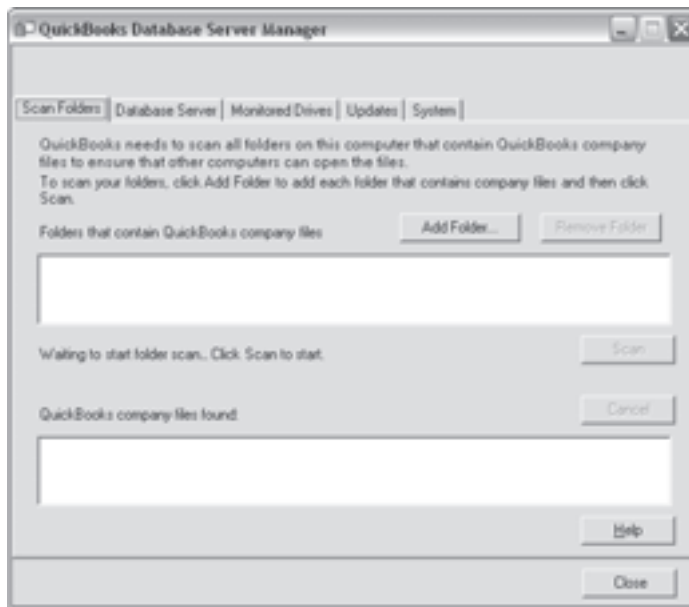 QuickBooks Database Server Manager
Scan Folders Database Server Monitored Drives Updates System
QuickBooks needs to scan all folders on this computer that contain QuickBooks company
files to ensure that other computers can open the files.
To scan your folders, click Add Folder to add each folder that contains company files and then click
Scan.
Folders that contain QuickBooks company files
Add Folder...
Remove Folder
Waiting to start folder scan.. Click Scan to start.
Scan
Cancel
QuickBooks company files found:
Help
Close